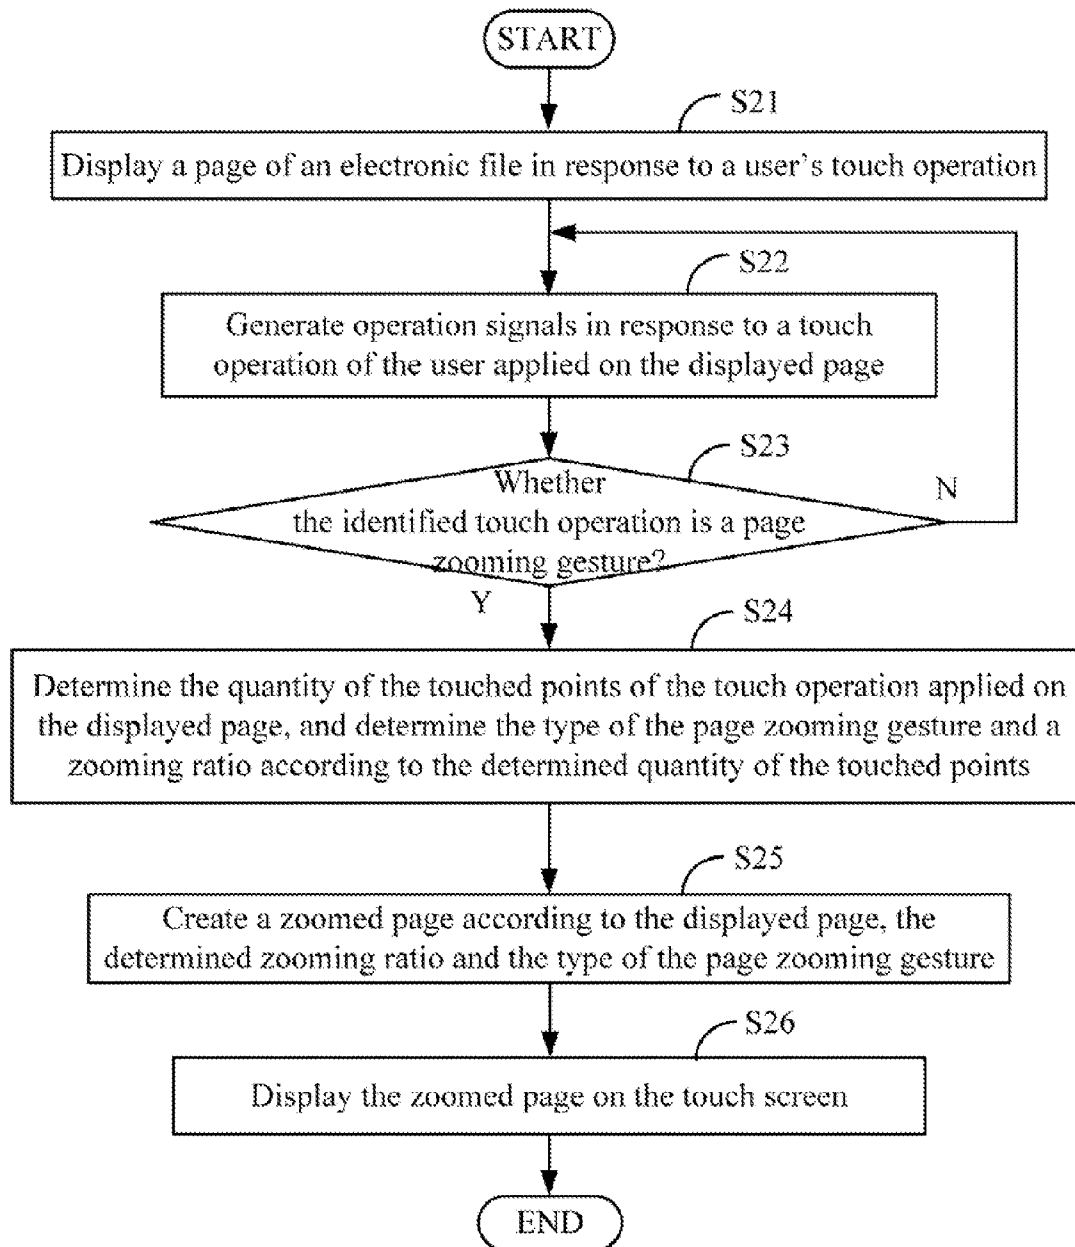 START
S21
Display a page of an electronic file in response to a user's touch operation
S22
Generate operation signals in response to a touch
operation of the user applied on the displayed page
S23
Whether
the identified touch operation is a page
zooming gesture?
N
Y
S24
Determine the quantity of the touched points of the touch operation applied on
the displayed page, and determine the type of the page zooming gesture and a
zooming ratio according to the determined quantity of the touched points
S25
Create a zoomed page according to the displayed page, the
determined zooming ratio and the type of the page zooming gesture
S26
Display the zoomed page on the touch screen
END